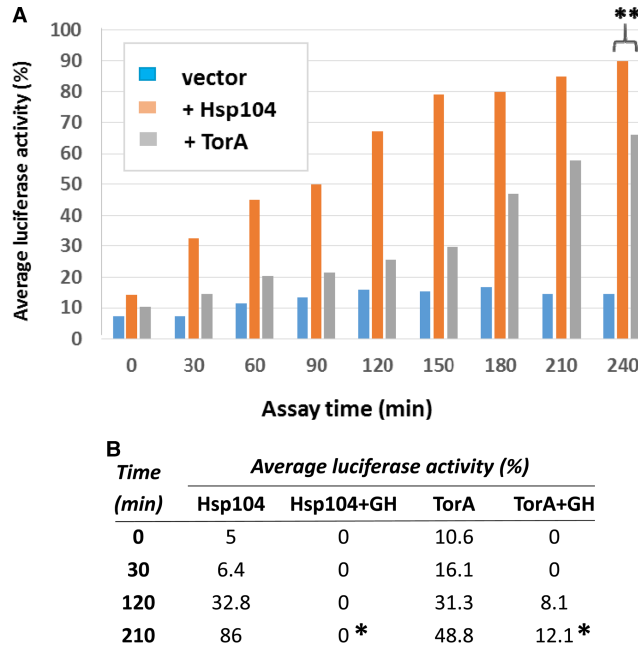 A
**
100
90
80
70
60
50
40
30
20
10
0
Average luciferase activity (%)
vector
+ Hsp104
+ TorA
0 30 60 90 120 150 180 210 240
Assay time (min)
B
Time (min) Average luciferase activity (%)
Hsp104 Hsp104+GH TorA TorA+GH
0 5 0 10.6 0
30 6.4 0 16.1 0
120 32.8 0 31.3 8.1
210 86 0* 48.8 12.1*